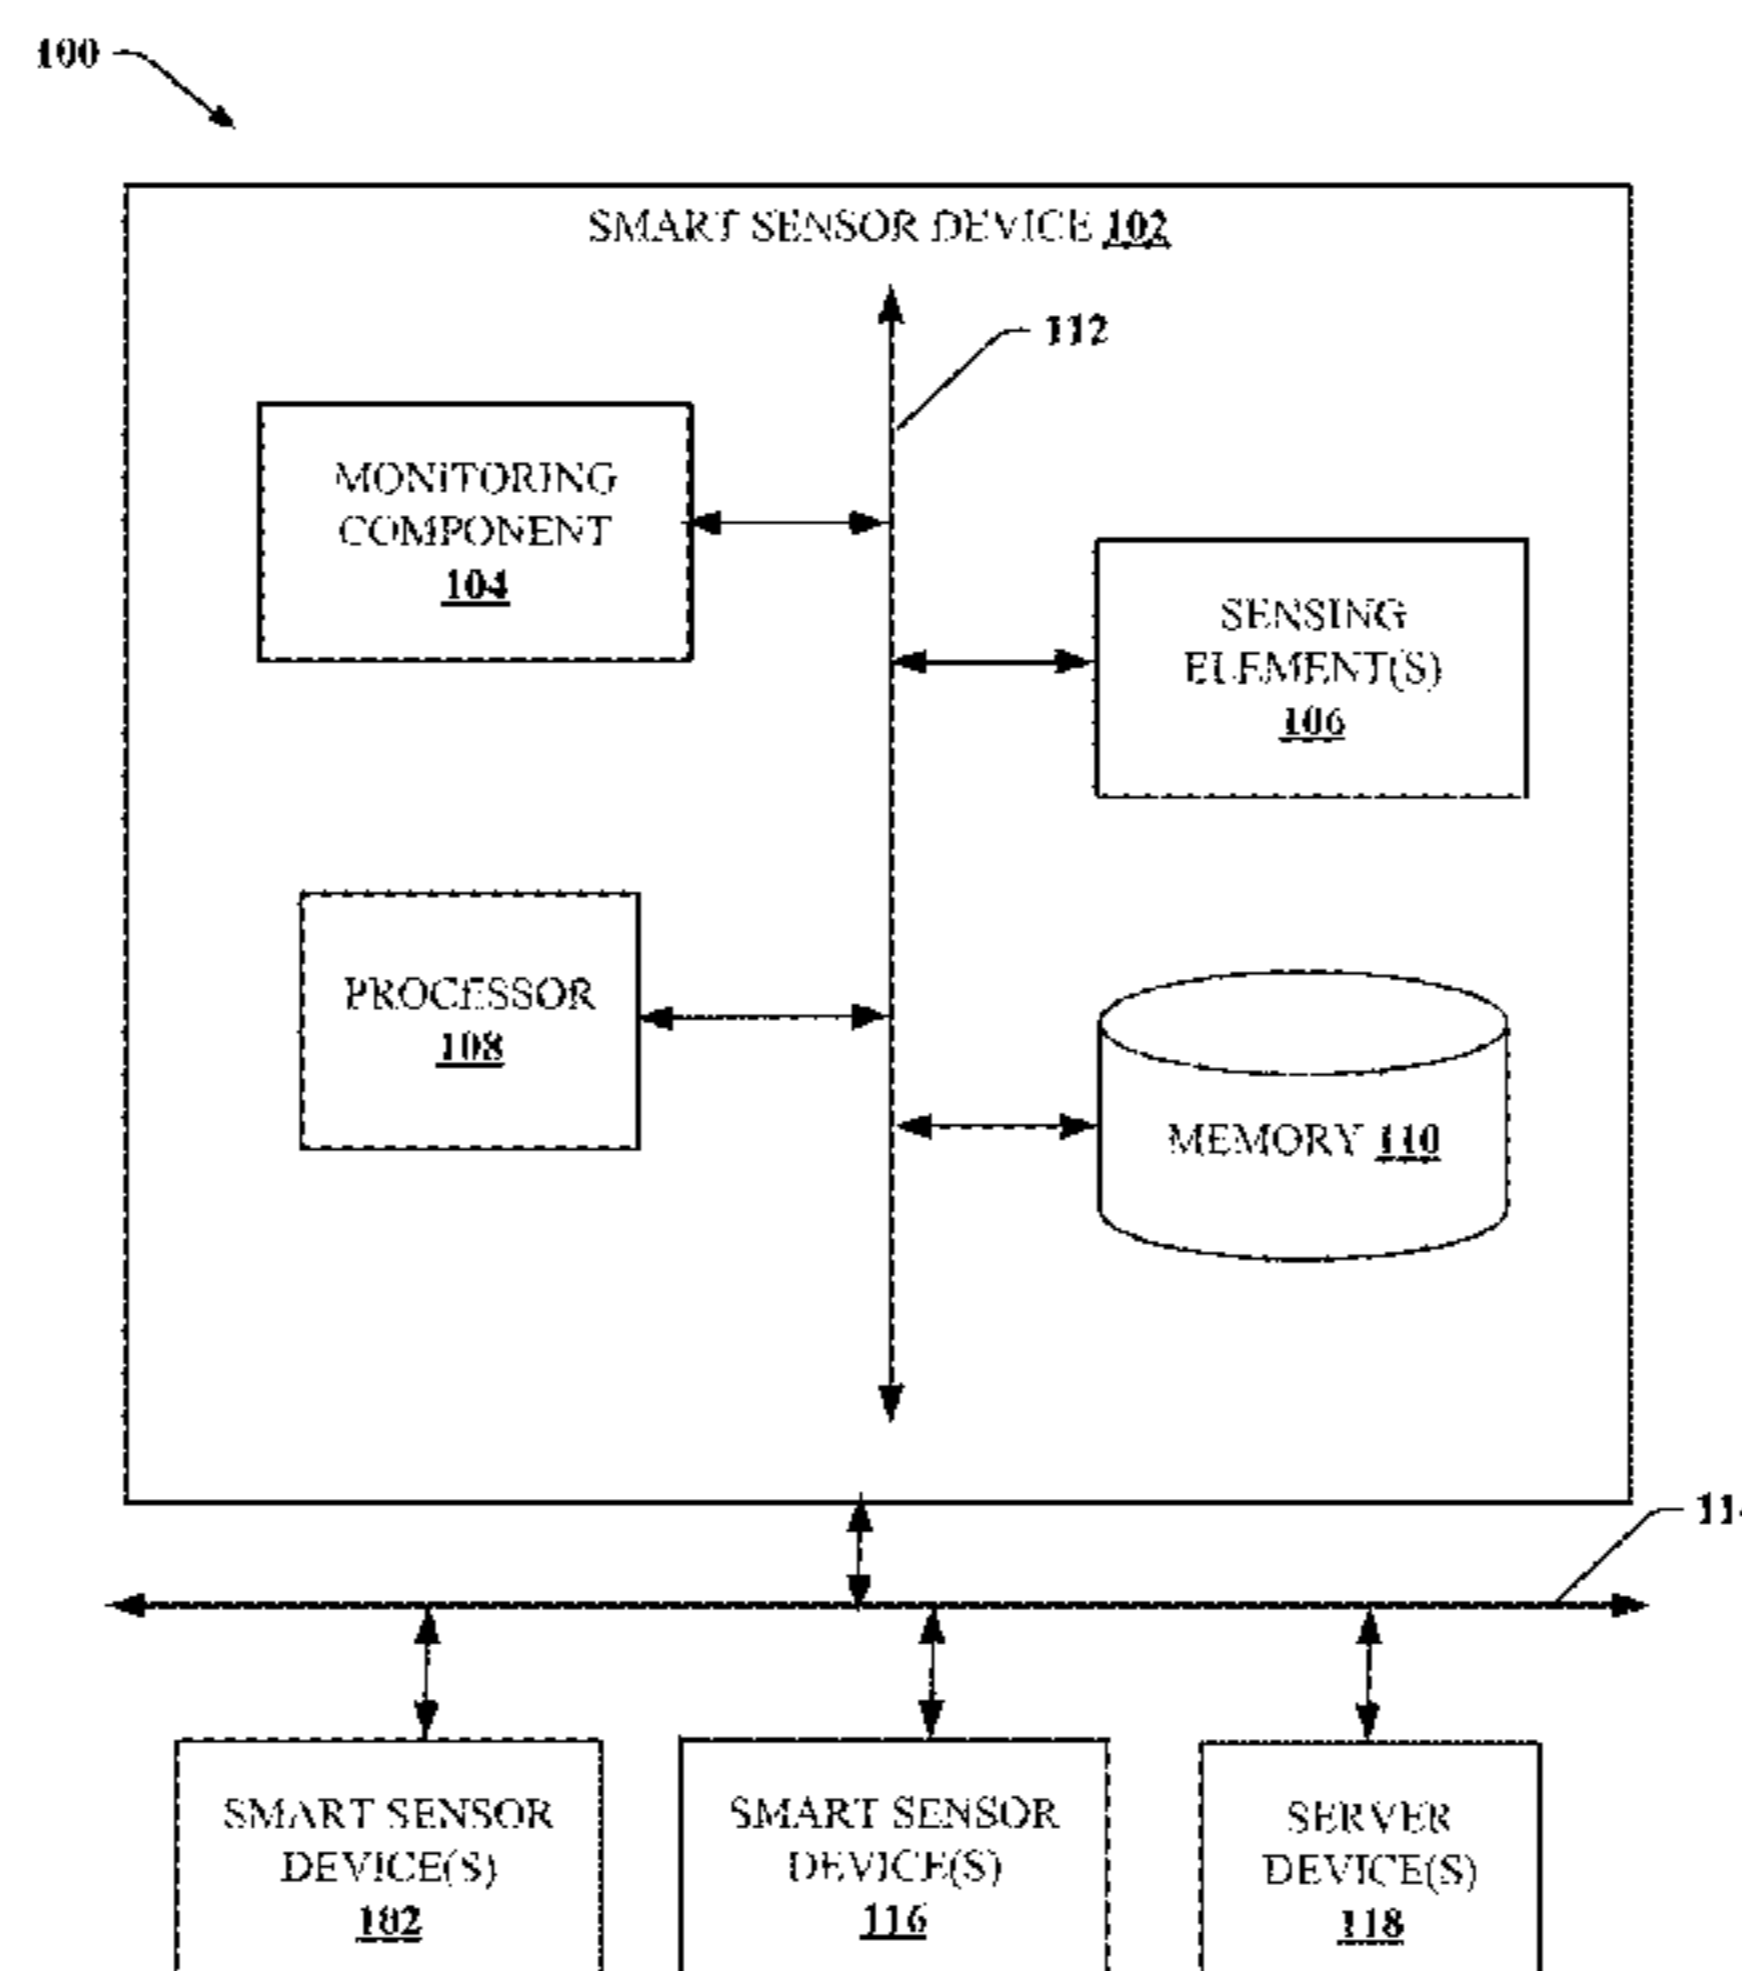 100
SMART SENSOR DEVICE 102
112
MONITORING
COMPONENT
104
SENSING
ELEMENT(S)
106
PROCESSOR
108
MEMORY 110
SMART SENSOR
DEVICE(S)
102
SMART SENSOR
DEVICE(S)
116
SERVER
DEVICE(S)
118